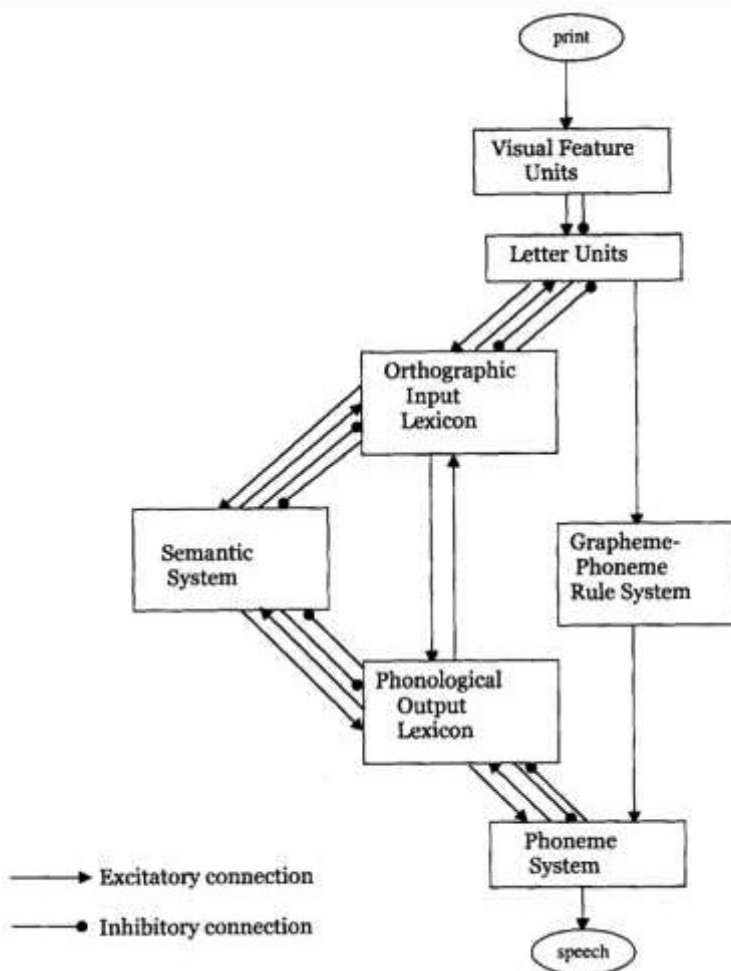 print
Visual Feature
Units
Letter Units
Orthographic
Input
Lexicon
Semantic
System
Grapheme-
Phoneme
Rule System
Phonological
Output
Lexicon
Phoneme
System
Excitatory connection
Inhibitory connection
speech